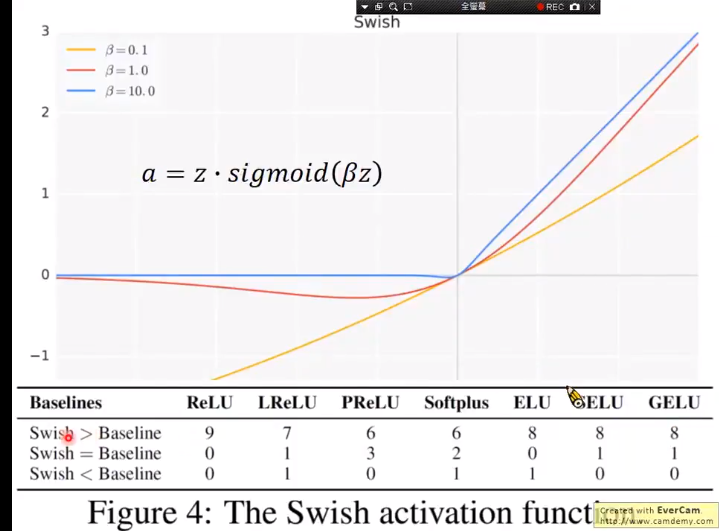 全螢幕
REC
Swish
3
β=0.1
β=1.0
β=10.0
2
a = z · sigmoid(βz)
1
0
−1
Baselines ReLU LReLU PReLU Softplus ELU SELU GELU
Swish > Baseline 9 7 6 6 8 8 8
Swish = Baseline 0 1 3 2 0 1 1
Swish < Baseline 0 1 0 1 1 0 0
Figure 4: The Swish activation function
Created with EverCam.
http://www.camdemy.com